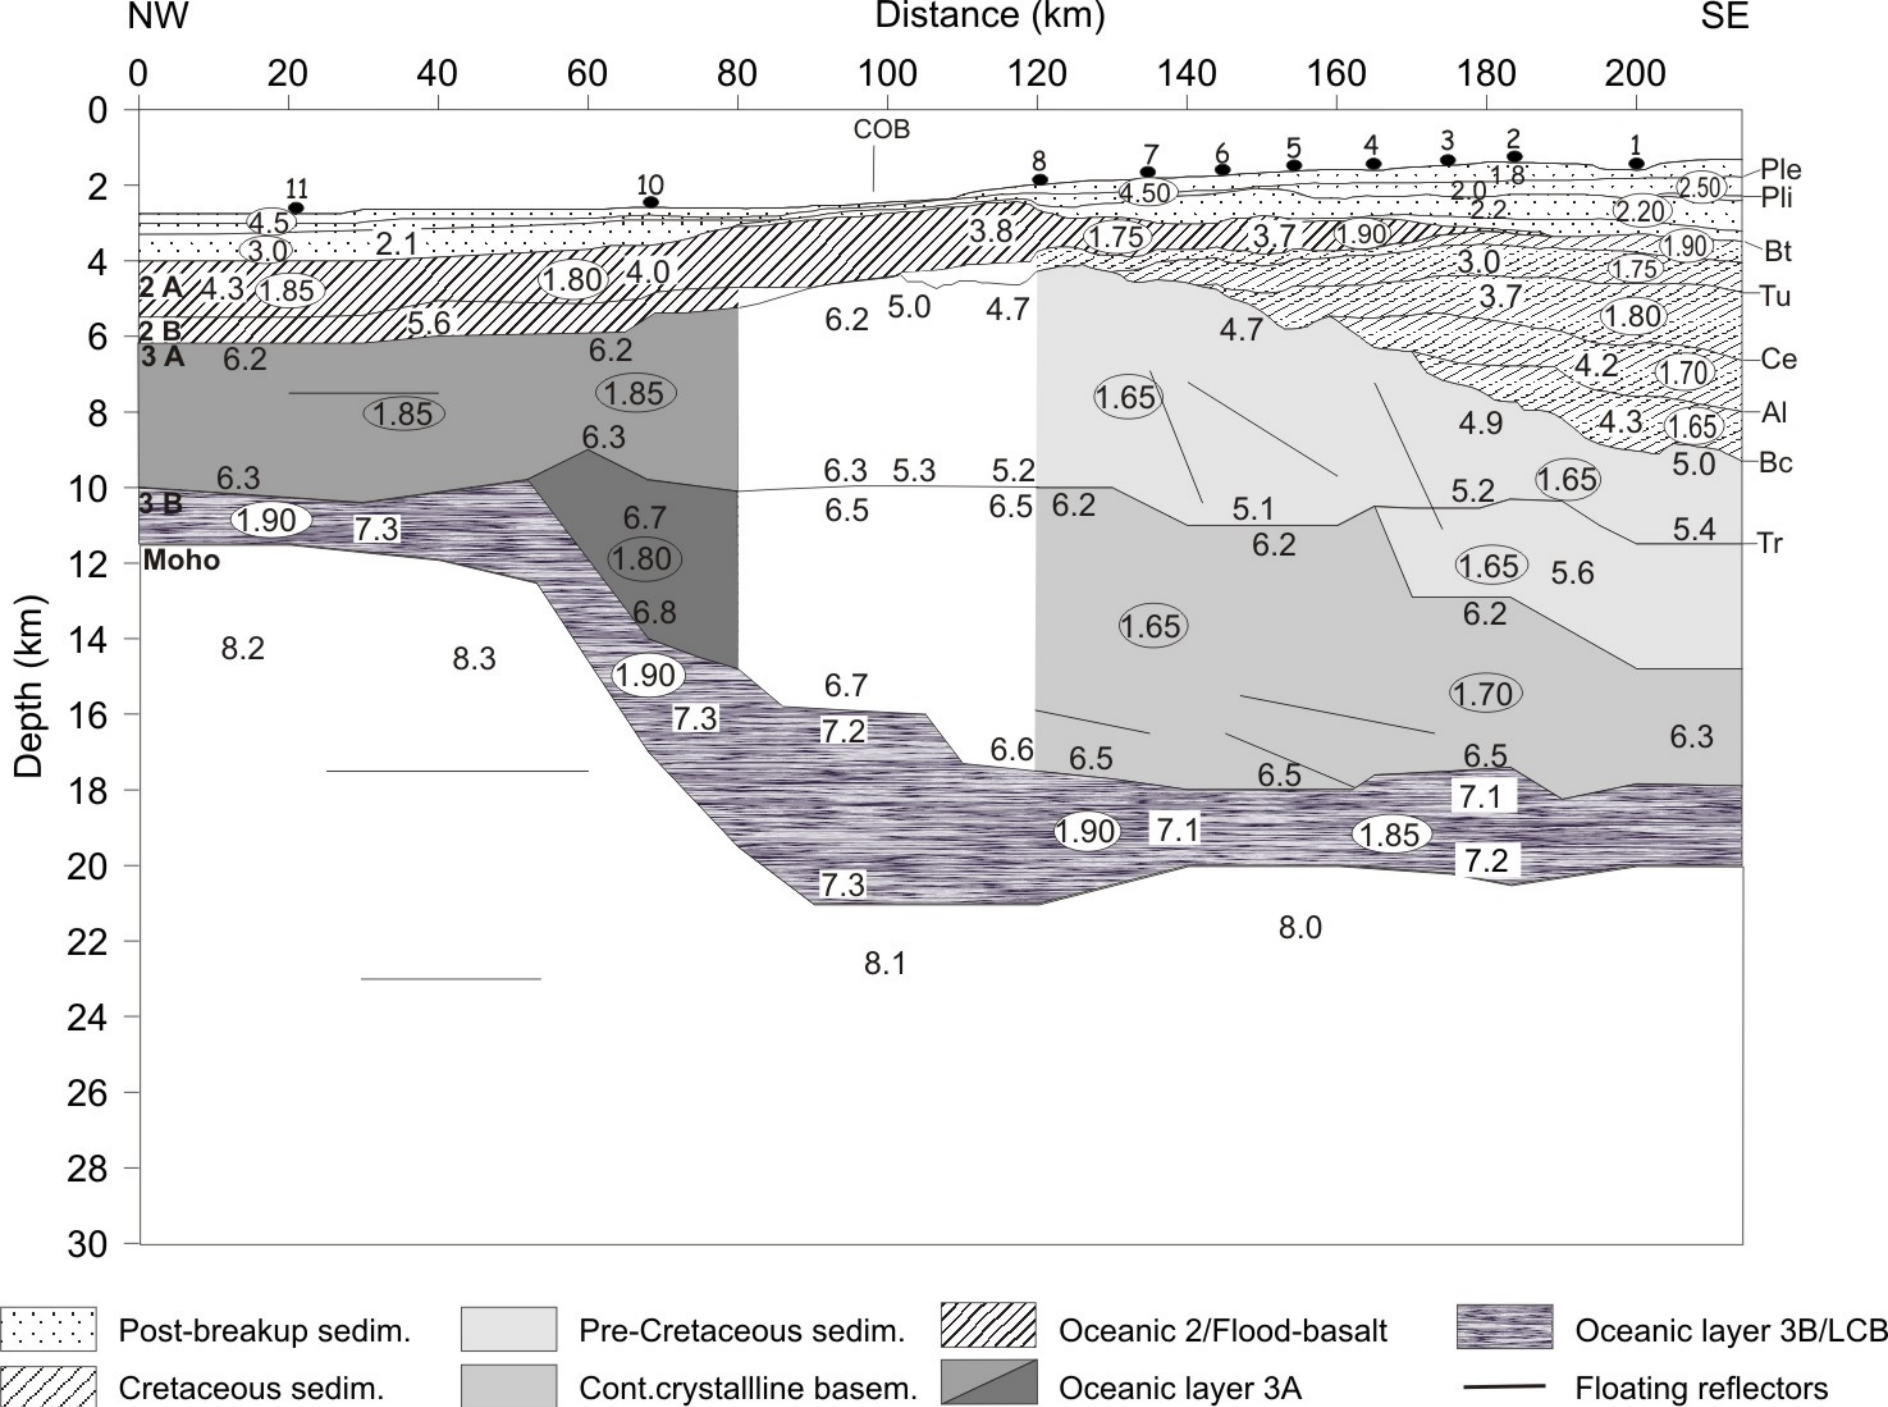 NW Distance (km) SE
0 20 40 60 80 100 120 140 160 180 200
0
COB
8 7 6 5 4 3 2 1
Ple
1.8
2 11 10 4.50 2.0 2.50 Pli
4.5 2.2 2.20
3.0 2.1 3.8 1.75 3.7 1.90 1.90 Bt
4 3.0 1.75
2 A 4.3 1.85 1.80 4.0 3.7 Tu
5.6 6.2 5.0 4.7 4.7 1.80
6 2 B
3 A 6.2 6.2 4.2 1.70 Ce
8 1.85 1.85 1.65 4.9 4.3 1.65 Al
6.3 5.0 Bc
10 6.3 6.3 5.3 5.2 5.2 1.65
3 B 1.90 7.3 6.7 6.5 6.5 6.2 5.1 5.4
6.2 Tr
12 Moho 1.80 1.65 5.6
6.8 1.65 6.2
14 8.2 8.3
1.90 6.7 1.70
16 7.3 7.2 6.3
6.6 6.5 6.5 6.5
18 7.1
1.90 7.1 1.85
20 7.3 7.2
22 8.1 8.0
24
26
28
30
Depth (km)
Post-breakup sedim. Pre-Cretaceous sedim. Oceanic 2/Flood-basalt Oceanic layer 3B/LCB
Cretaceous sedim. Cont.crystallline basem. Oceanic layer 3A Floating reflectors